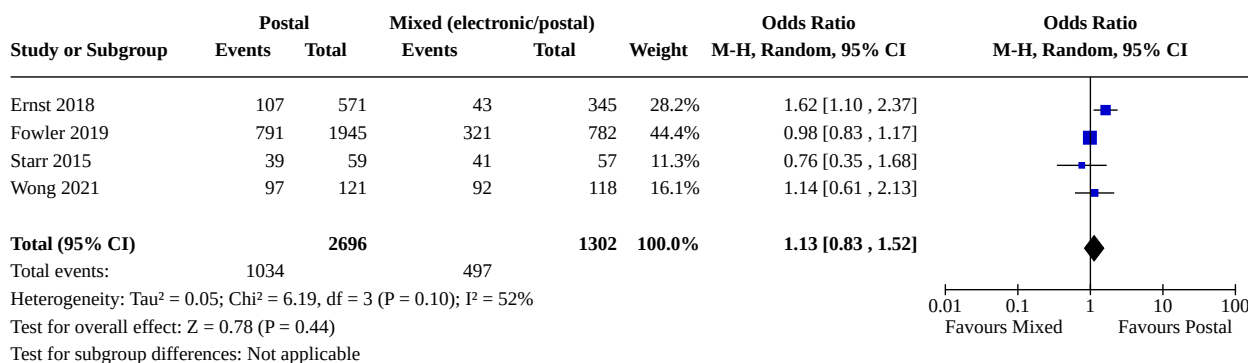 Postal Mixed (electronic/postal) Odds Ratio Odds Ratio
Study or Subgroup Events Total Events Total Weight M-H, Random, 95% CI M-H, Random, 95% CI
Ernst 2018 107 571 43 345 28.2% 1.62 [1.10 , 2.37]
Fowler 2019 791 1945 321 782 44.4% 0.98 [0.83 , 1.17]
Starr 2015 39 59 41 57 11.3% 0.76 [0.35 , 1.68]
Wong 2021 97 121 92 118 16.1% 1.14 [0.61 , 2.13]
Total (95% CI) 2696 1302 100.0% 1.13 [0.83 , 1.52]
Total events: 1034 497
Heterogeneity: Tau² = 0.05; Chi² = 6.19, df = 3 (P = 0.10); I² = 52%
Test for overall effect: Z = 0.78 (P = 0.44)
Test for subgroup differences: Not applicable
0.01 0.1 1 10 100
Favours Mixed Favours Postal